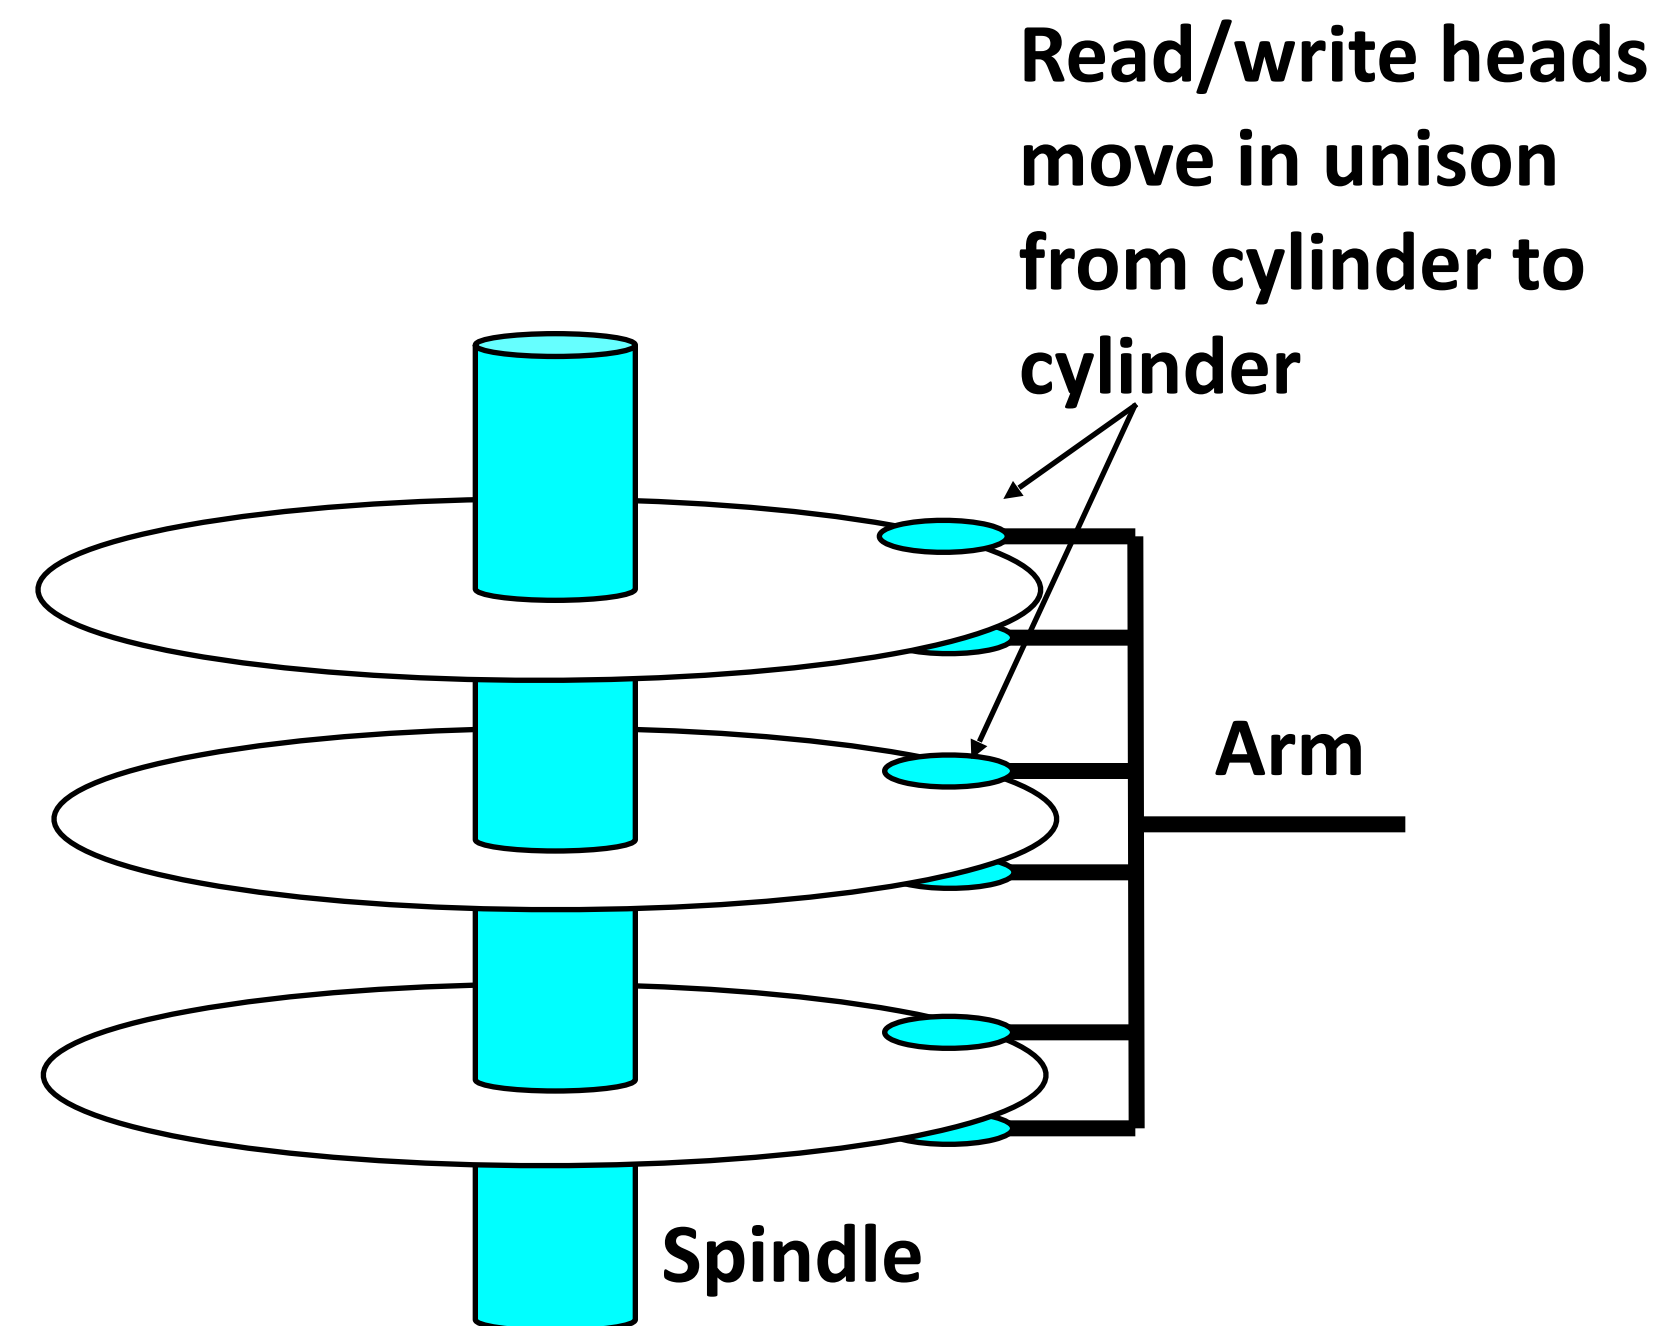 Read/write heads
move in unison
from cylinder to
cylinder
Arm
Spindle